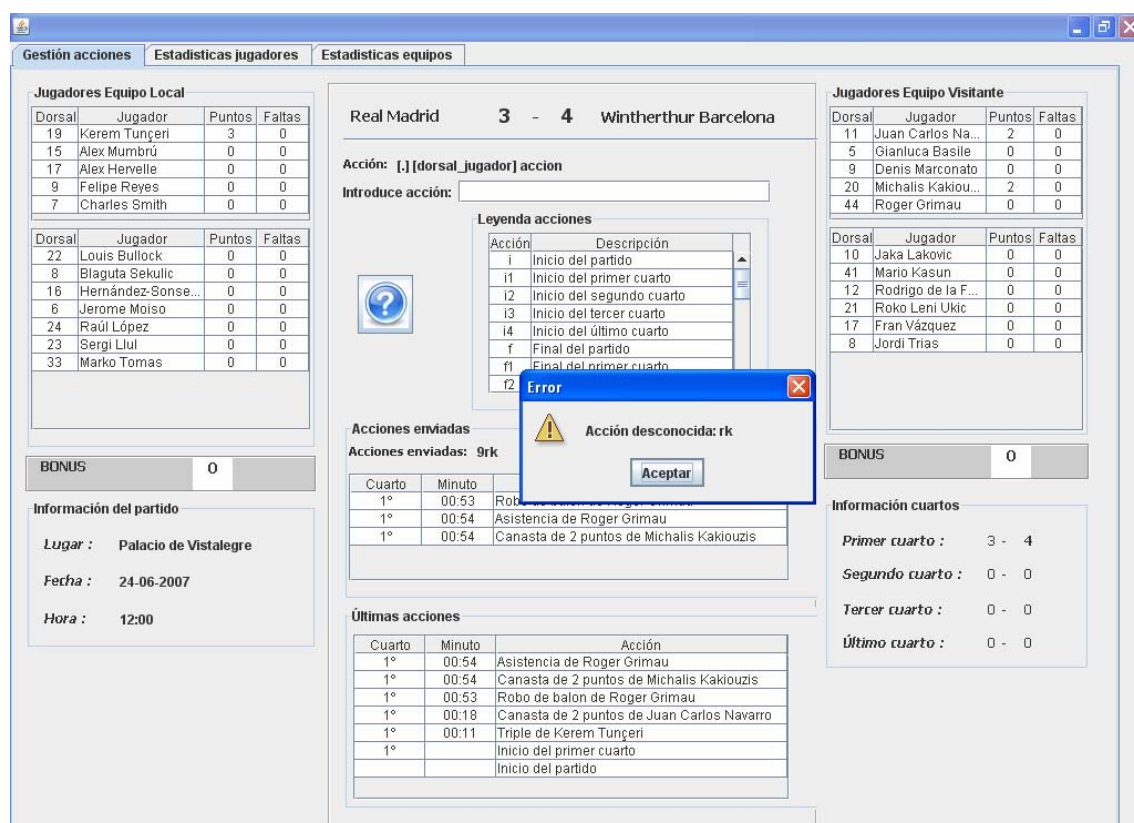 Gestión acciones Estadisticas jugadores Estadisticas equipos
Jugadores Equipo Local
Dorsal Jugador Puntos Faltas
19 Kerem Tunçeri 3 0
15 Alex Mumbrú 0 0
17 Alex Hervelle 0 0
9 Felipe Reyes 0 0
7 Charles Smith 0 0
Dorsal Jugador Puntos Faltas
22 Louis Bullock 0 0
8 Blaguta Sekulic 0 0
16 Hernández-Sonse... 0 0
6 Jerome Moiso 0 0
24 Raúl López 0 0
23 Sergi Llul 0 0
33 Marko Tomas 0 0
BONUS 0
Información del partido
Lugar : Palacio de Vistalegre
Fecha : 24-06-2007
Hora : 12:00
Real Madrid 3 - 4 Wintherthur Barcelona
Acción: [.] [dorsal_jugador] accion
Introduce acción:
Leyenda acciones
Acción Descripción
i Inicio del partido
i1 Inicio del primer cuarto
i2 Inicio del segundo cuarto
i3 Inicio del tercer cuarto
i4 Inicio del último cuarto
f Final del partido
f1 Final del primer cuarto
f2
Error
Acción desconocida: rk
Aceptar
Acciones enviadas
Acciones enviadas: 9rk
Cuarto Minuto
1° 00:53 Robo de balon de Roger Grimau
1° 00:54 Asistencia de Roger Grimau
1° 00:54 Canasta de 2 puntos de Michalis Kakiouzis
Últimas acciones
Cuarto Minuto Acción
1° 00:54 Asistencia de Roger Grimau
1° 00:54 Canasta de 2 puntos de Michalis Kakiouzis
1° 00:53 Robo de balon de Roger Grimau
1° 00:18 Canasta de 2 puntos de Juan Carlos Navarro
1° 00:11 Triple de Kerem Tunçeri
1° Inicio del primer cuarto
Inicio del partido
Jugadores Equipo Visitante
Dorsal Jugador Puntos Faltas
11 Juan Carlos Na... 2 0
5 Gianluca Basile 0 0
9 Denis Marconato 0 0
20 Michalis Kakiou... 2 0
44 Roger Grimau 0 0
Dorsal Jugador Puntos Faltas
10 Jaka Lakovic 0 0
41 Mario Kasun 0 0
12 Rodrigo de la F... 0 0
21 Roko Leni Ukic 0 0
17 Fran Vázquez 0 0
8 Jordi Trias 0 0
BONUS 0
Información cuartos
Primer cuarto : 3 - 4
Segundo cuarto : 0 - 0
Tercer cuarto : 0 - 0
Último cuarto : 0 - 0